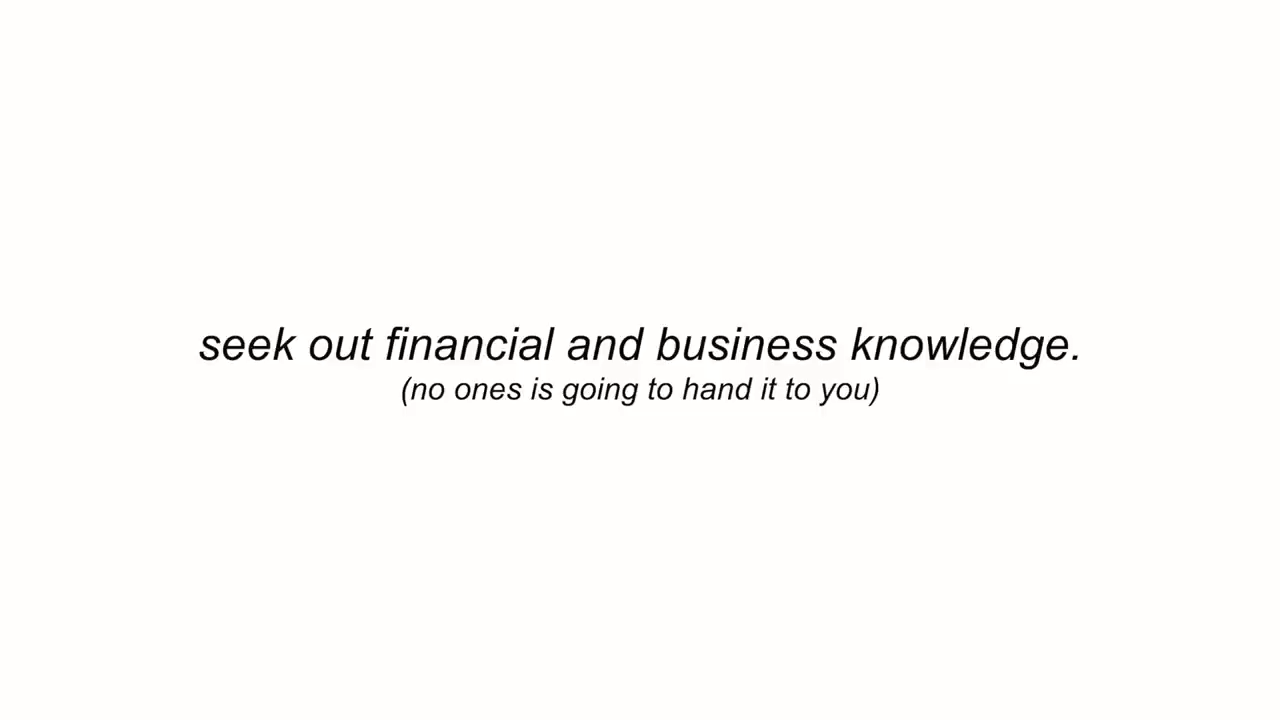 seek out financial and business knowledge.
(no ones is going to hand it to you)